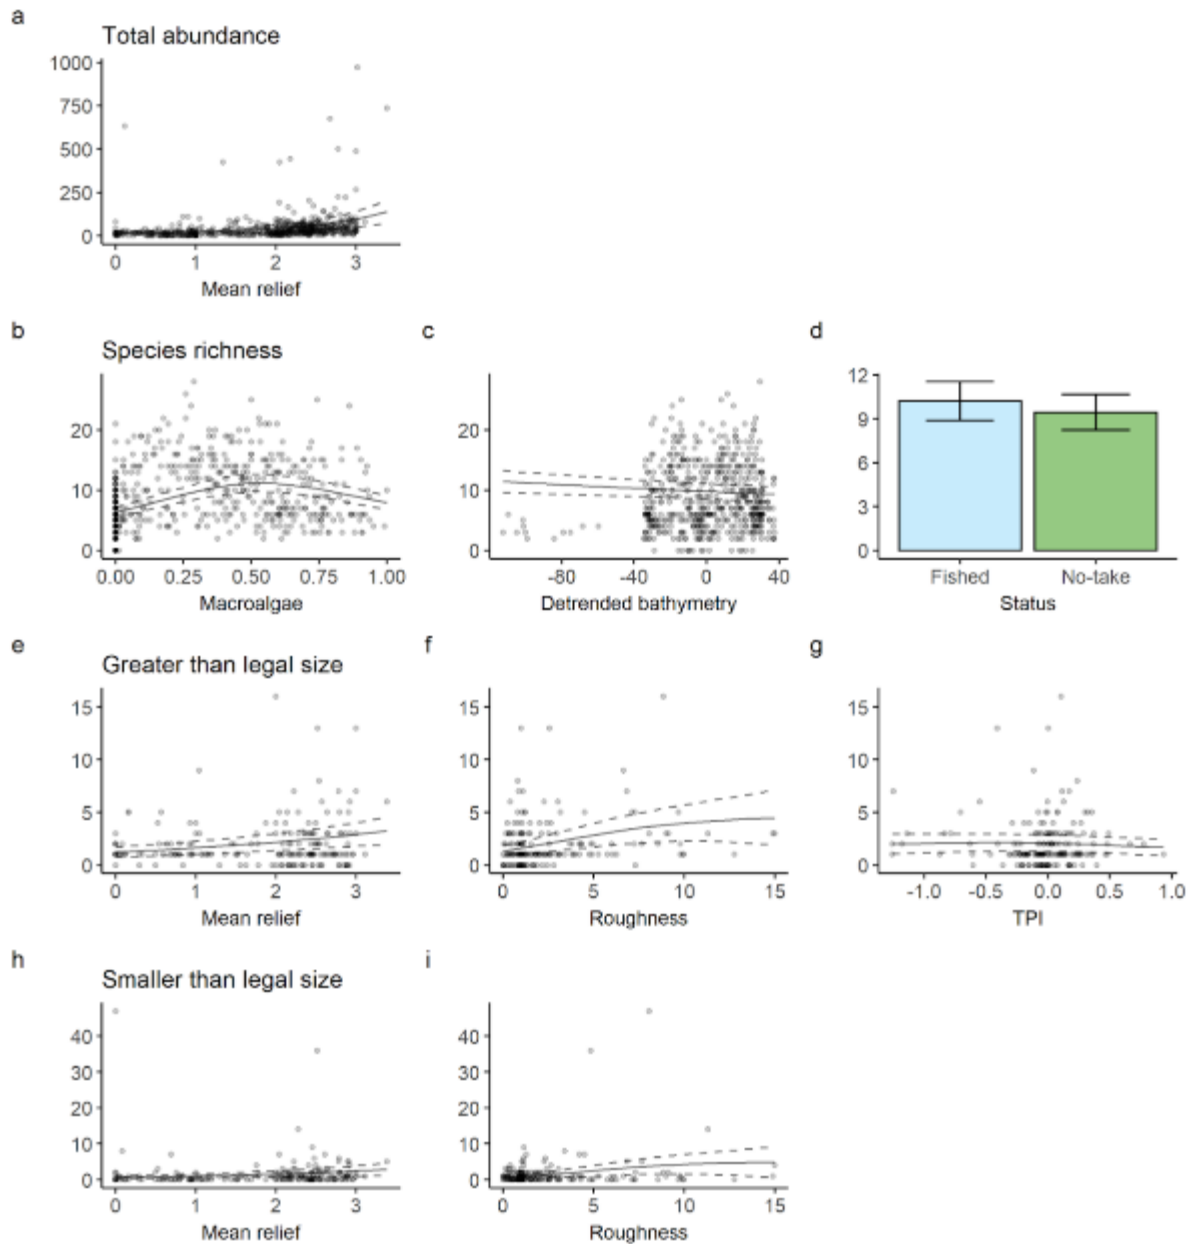 a
Total abundance
1000
750
500
250
0
0 1 2 3
Mean relief
b c d
Species richness
20
10
0
0.00 0.25 0.50 0.75 1.00
Macroalgae
20
10
0
-80 -40 0 40
Detrended bathymetry
12
9
6
3
0
Fished No-take
Status
e f g
Greater than legal size
15
10
5
0
0 1 2 3
Mean relief
15
10
5
0
0 5 10 15
Roughness
15
10
5
0
-1.0 -0.5 0.0 0.5 1.0
TPI
h i
Smaller than legal size
40
30
20
10
0
0 1 2 3
Mean relief
40
30
20
10
0
0 5 10 15
Roughness